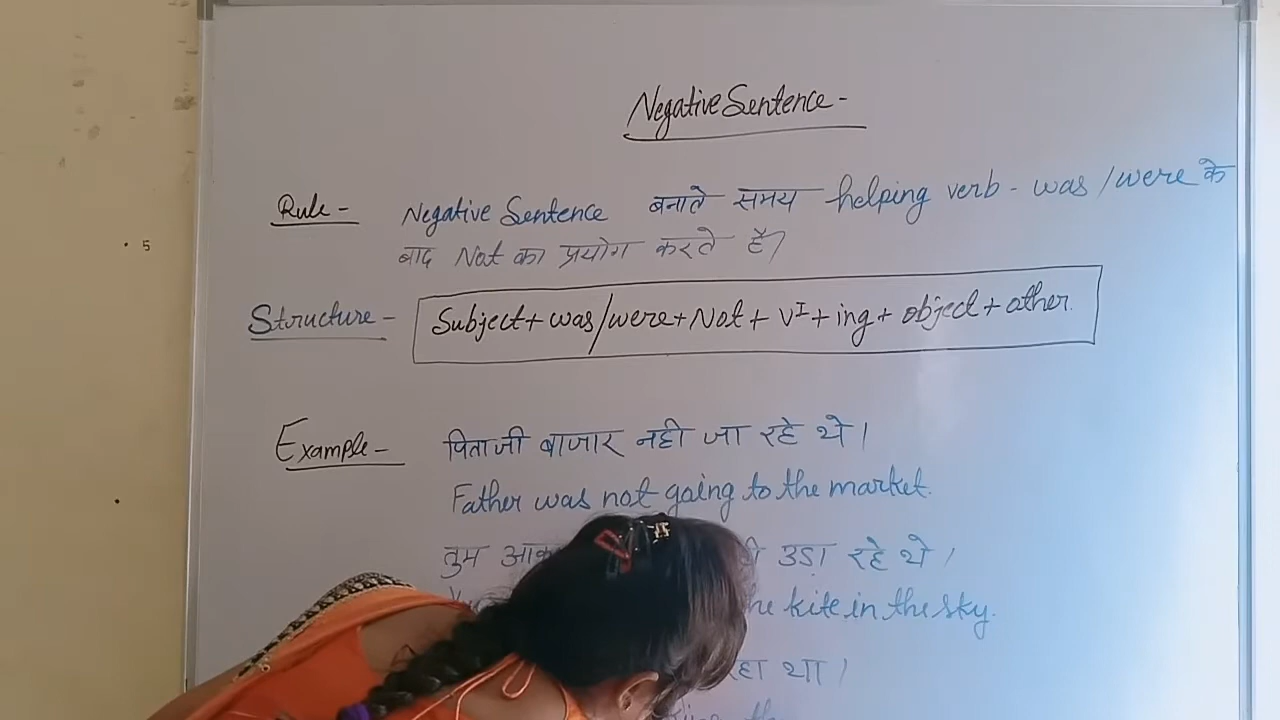 Negative Sentence -
Rule - Negative Sentence बनाते समय helping verb - was / were के
बाद Not का प्रयोग करते है।
Structure - Subject + was/were + Not + V I + ing + object + other.
Example - पिताजी बाजार नही जा रहे थे।
Father was not going to the market.
तुम उड़ा रहे थे।
kite in the sky.
था।